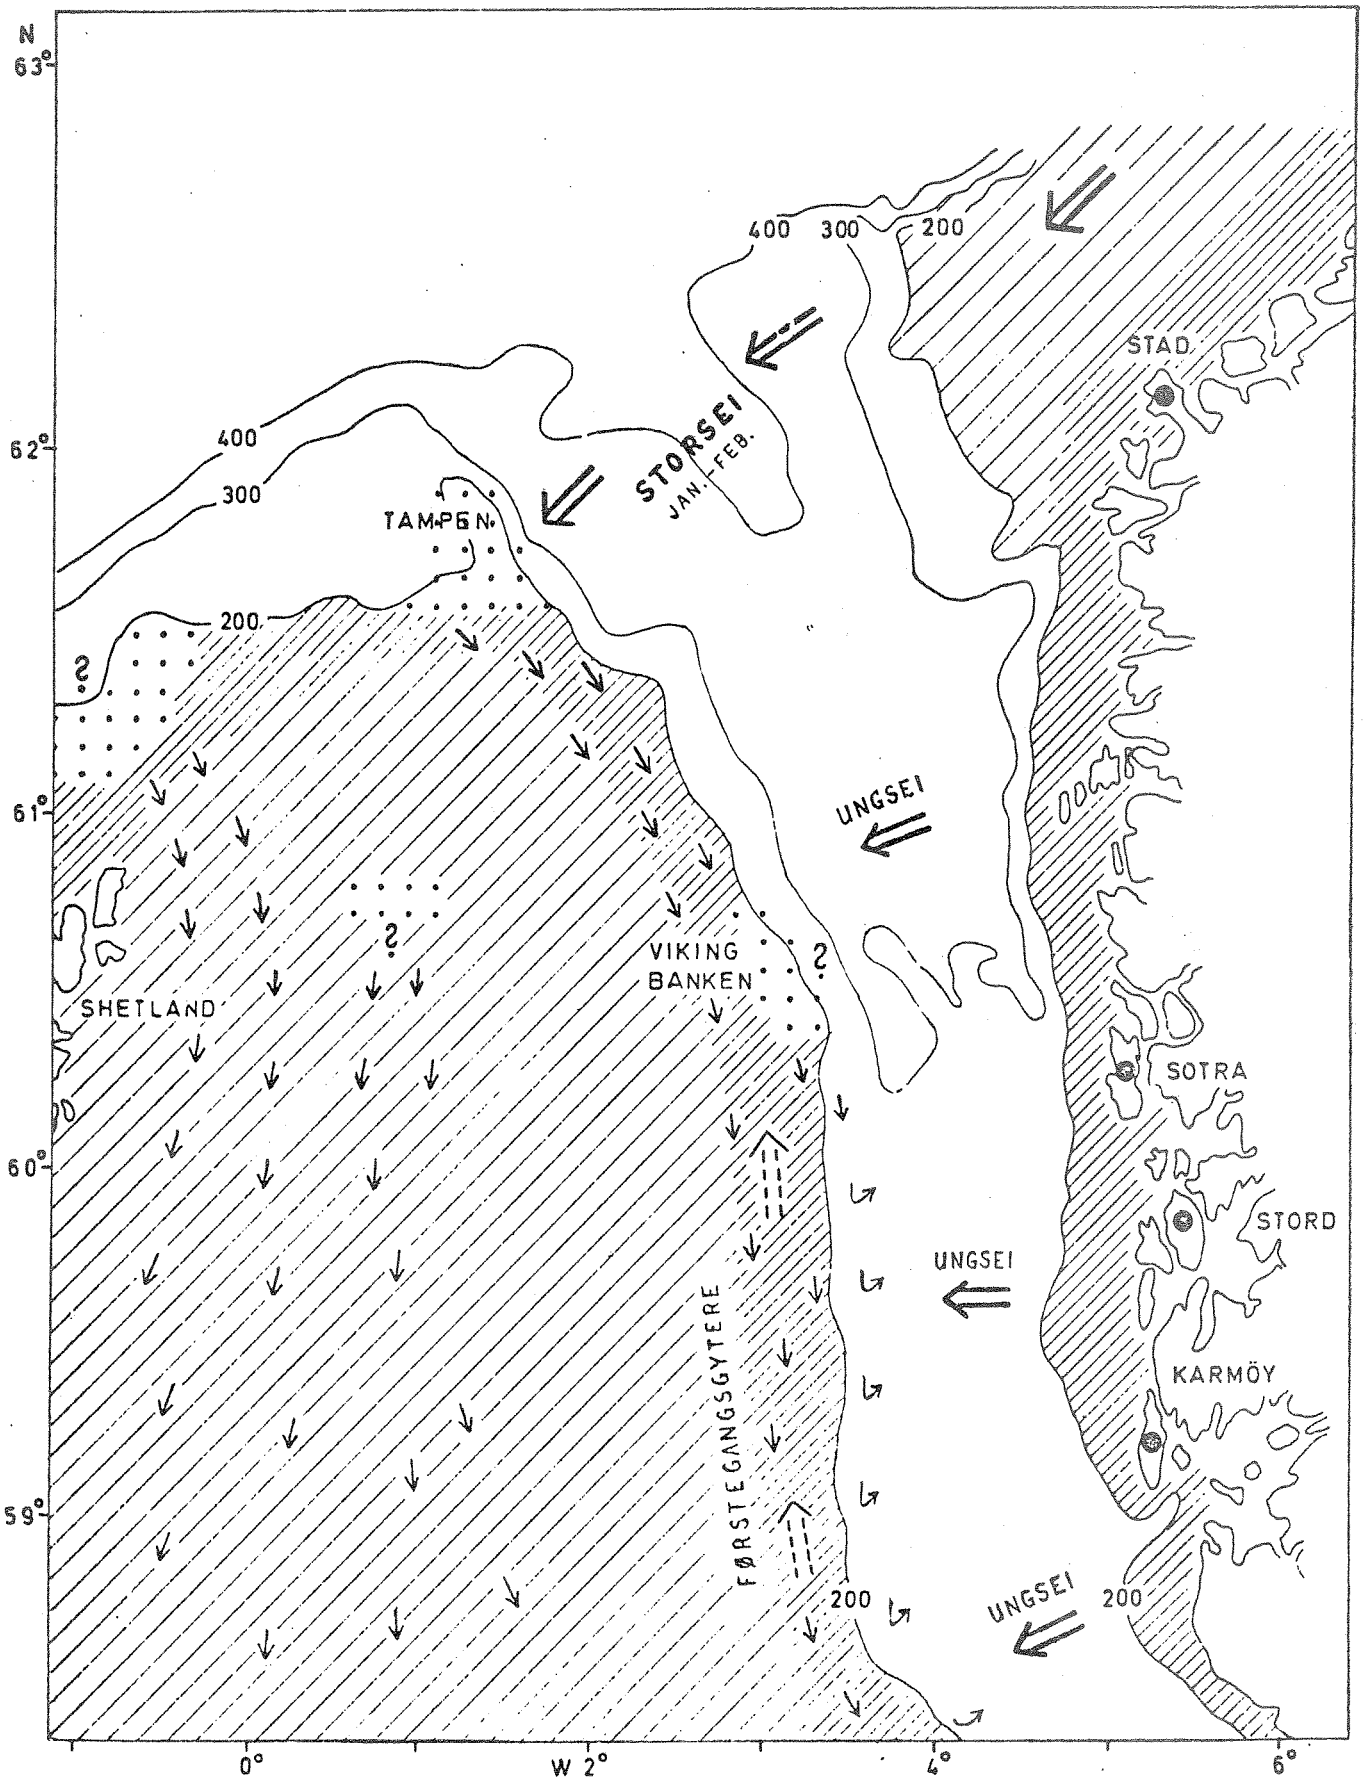 N
63°
400 300 200
STAD
STORSEI
JAN.-FEB.
400
62°
300
TAMPEN
200
?
61°
UNGSEI
?
VIKING
BANKEN
?
SHETLAND
SOTRA
60°
STORD
UNGSEI
FØRSTEGANGSGYTERE
KARMÖY
59°
200
UNGSEI
200
0°
W 2°
4°
6°